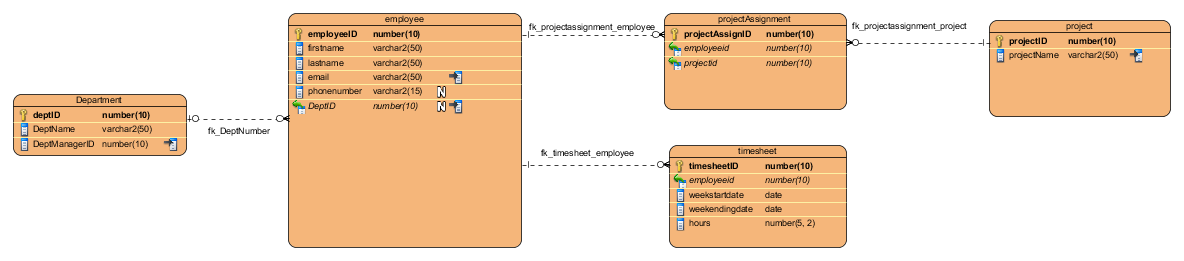 Department
deptID number(10)
DeptName varchar2(50)
DeptManagerID number(10)
fk_DeptNumber
employee
employeeID number(10)
firstname varchar2(50)
lastname varchar2(50)
email varchar2(50)
phonenumber varchar2(15) N
DeptID number(10) N
fk_projectassignment_employee
projectAssignment
projectAssignID number(10)
employeeid number(10)
projectid number(10)
fk_projectassignment_project
project
projectID number(10)
projectName varchar2(50)
fk_timesheet_employee
timesheet
timesheetID number(10)
employeeid number(10)
weekstartdate date
weekendingdate date
hours number(5, 2)